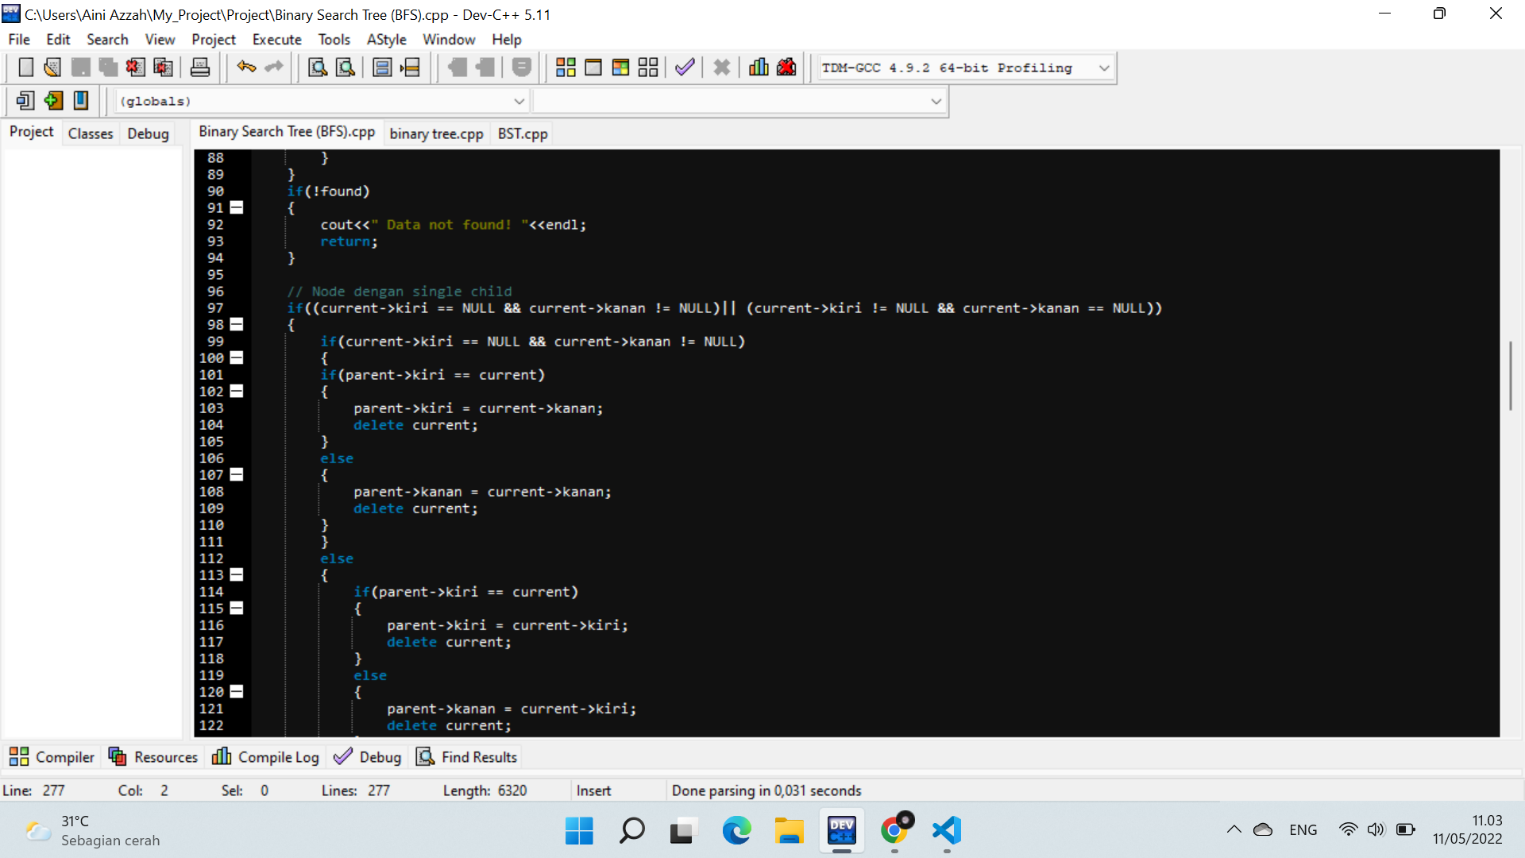 C:\Users\Aini Azzah\My_Project\Project\Binary Search Tree (BFS).cpp - Dev-C++ 5.11
File Edit Search View Project Execute Tools AStyle Window Help
TDM-GCC 4.9.2 64-bit Profiling
(globals)
Project Classes Debug
Binary Search Tree (BFS).cpp binary tree.cpp BST.cpp
88 }
89 }
90 if(!found)
91 {
92 cout<<" Data not found! "<<endl;
93 return;
94 }
95
96 // Node dengan single child
97 if((current->kiri == NULL && current->kanan != NULL)|| (current->kiri != NULL && current->kanan == NULL))
98 {
99 if(current->kiri == NULL && current->kanan != NULL)
100 {
101 if(parent->kiri == current)
102 {
103 parent->kiri = current->kanan;
104 delete current;
105 }
106 else
107 {
108 parent->kanan = current->kanan;
109 delete current;
110 }
111 }
112 else
113 {
114 if(parent->kiri == current)
115 {
116 parent->kiri = current->kiri;
117 delete current;
118 }
119 else
120 {
121 parent->kanan = current->kiri;
122 delete current;
Compiler Resources Compile Log Debug Find Results
Line: 277 Col: 2 Sel: 0 Lines: 277 Length: 6320 Insert Done parsing in 0,031 seconds
31°C
Sebagian cerah
DEV
C++
ENG
11.03
11/05/2022